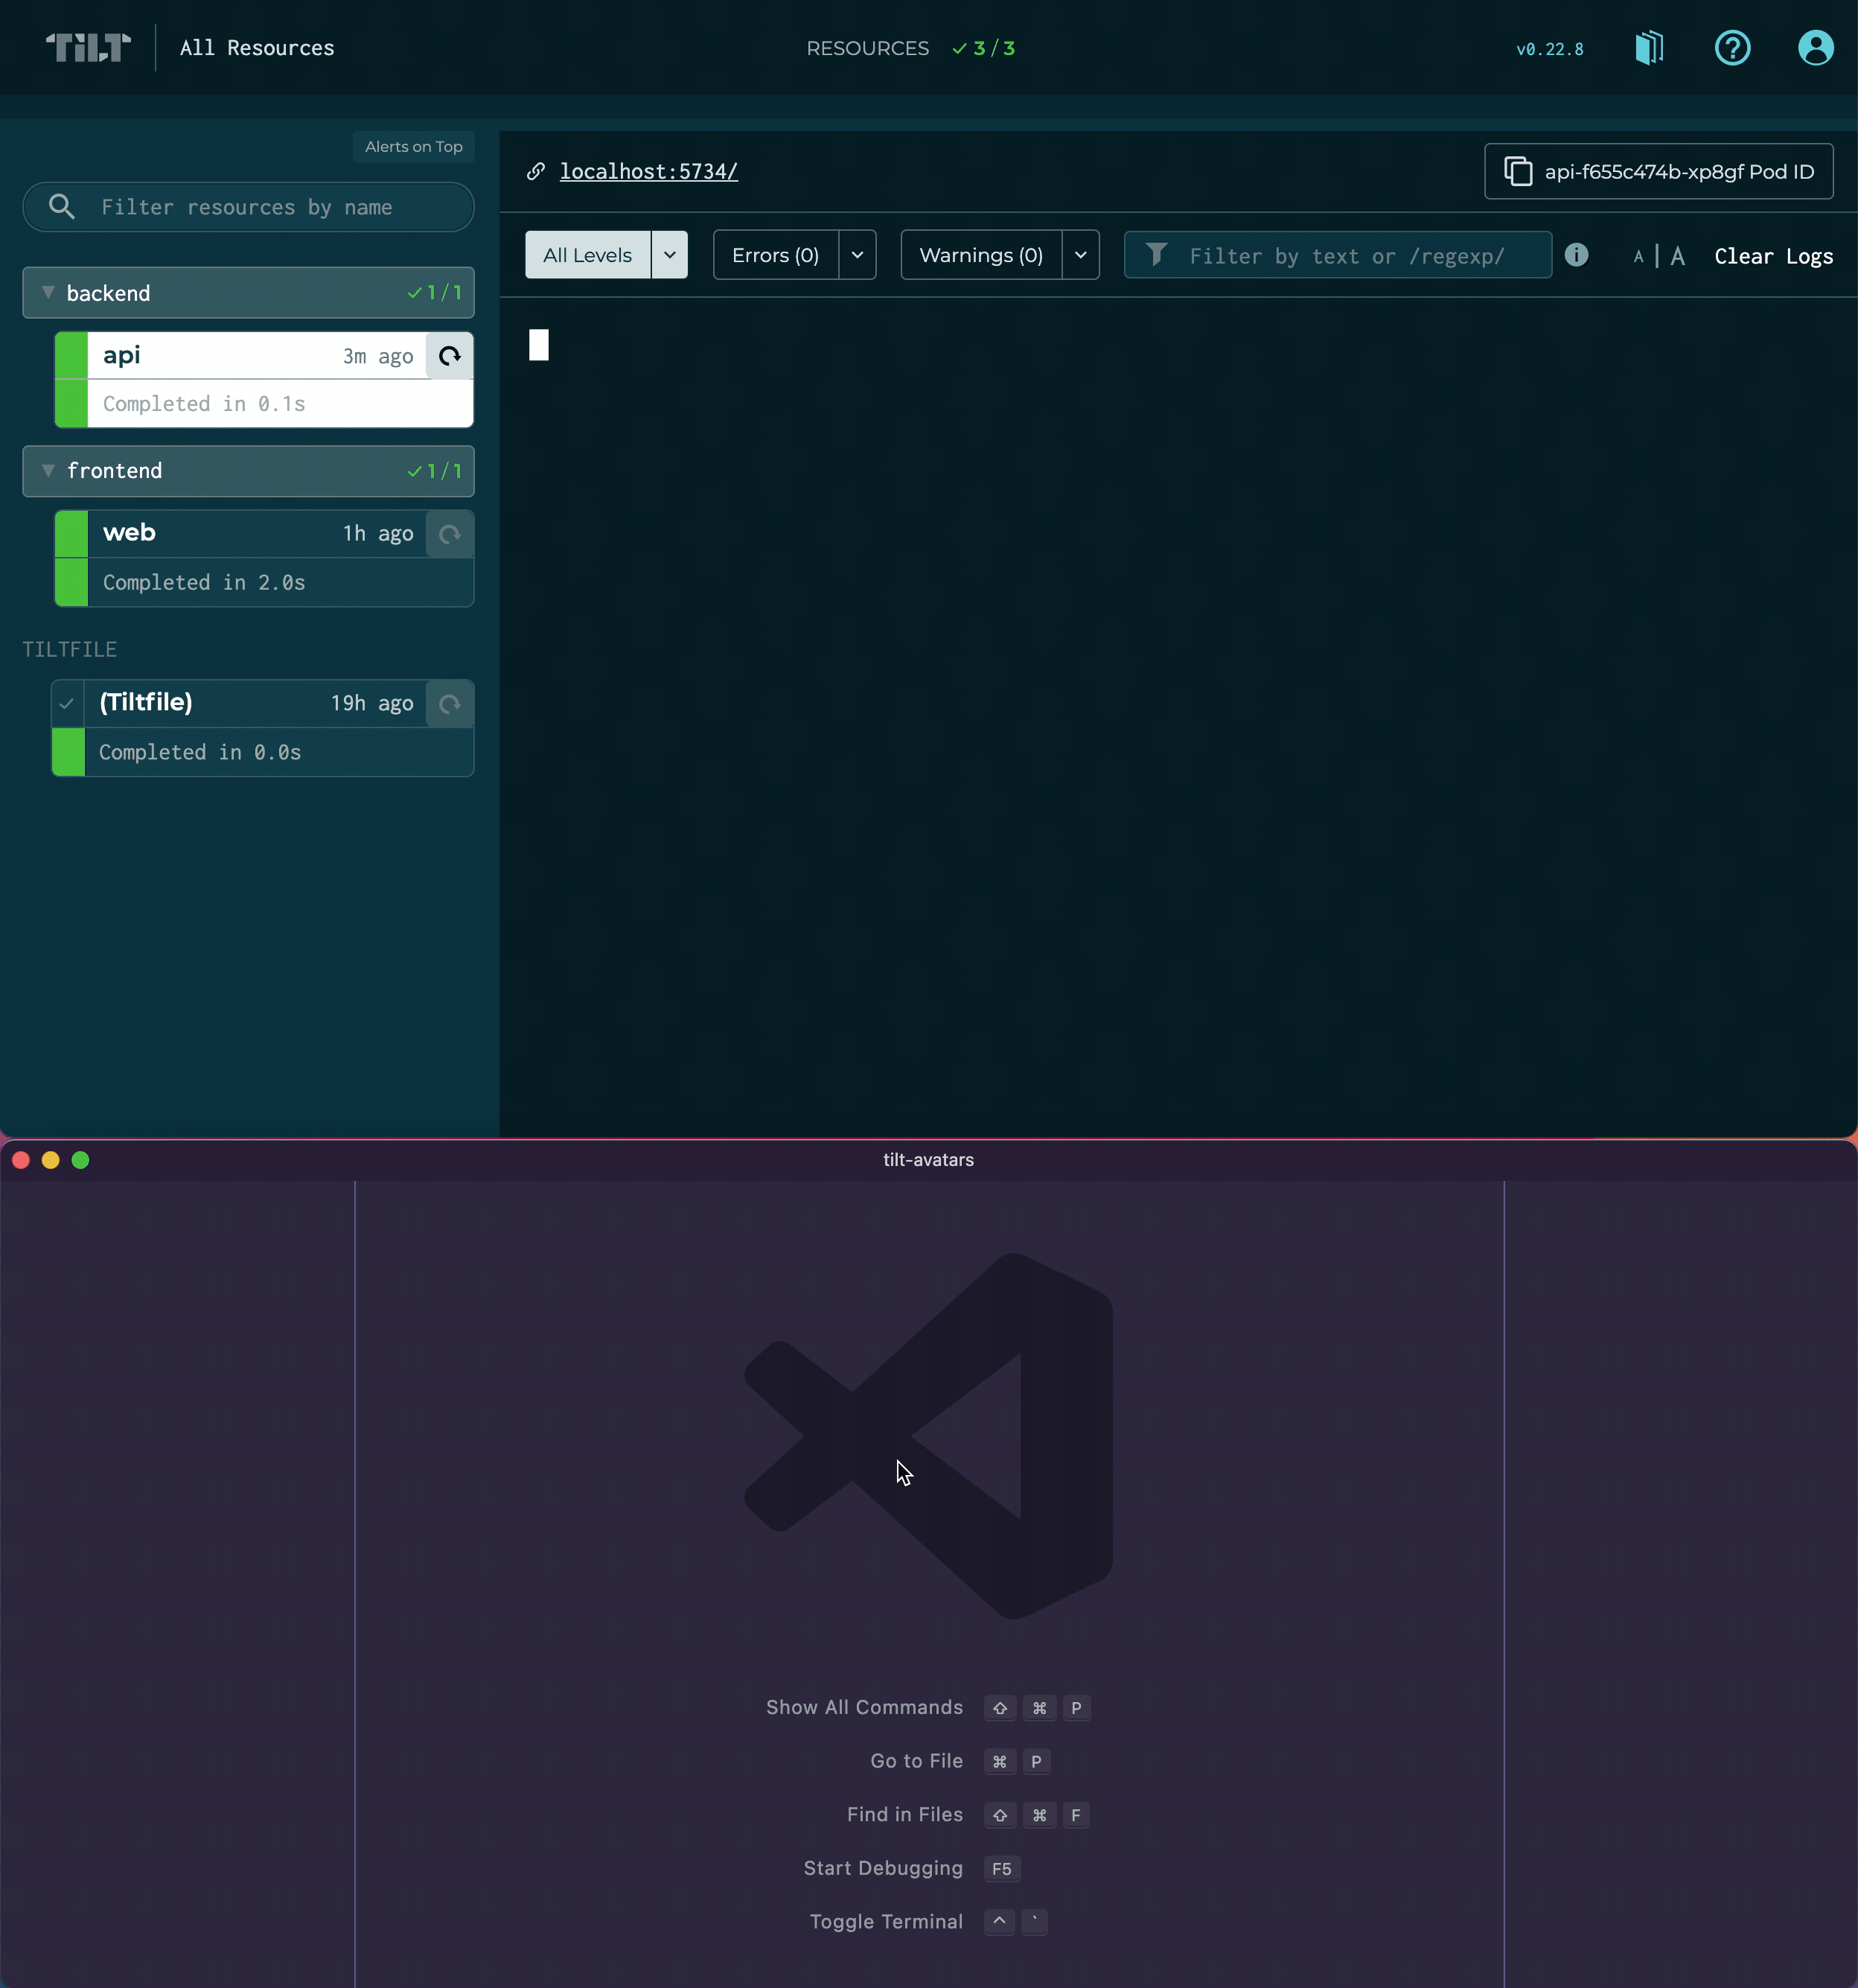 TILT All Resources RESOURCES ✓ 3/3 v0.22.8
Alerts on Top
Filter resources by name
backend ✓ 1/1
api 3m ago
Completed in 0.1s
frontend ✓ 1/1
web 1h ago
Completed in 2.0s
TILTFILE
(Tiltfile) 19h ago
Completed in 0.0s
localhost:5734/ api-f655c474b-xp8gf Pod ID
All Levels Errors (0) Warnings (0) Filter by text or /regexp/ A | A Clear Logs
tilt-avatars
Show All Commands ⇧ ⌘ P
Go to File ⌘ P
Find in Files ⇧ ⌘ F
Start Debugging F5
Toggle Terminal ^ `